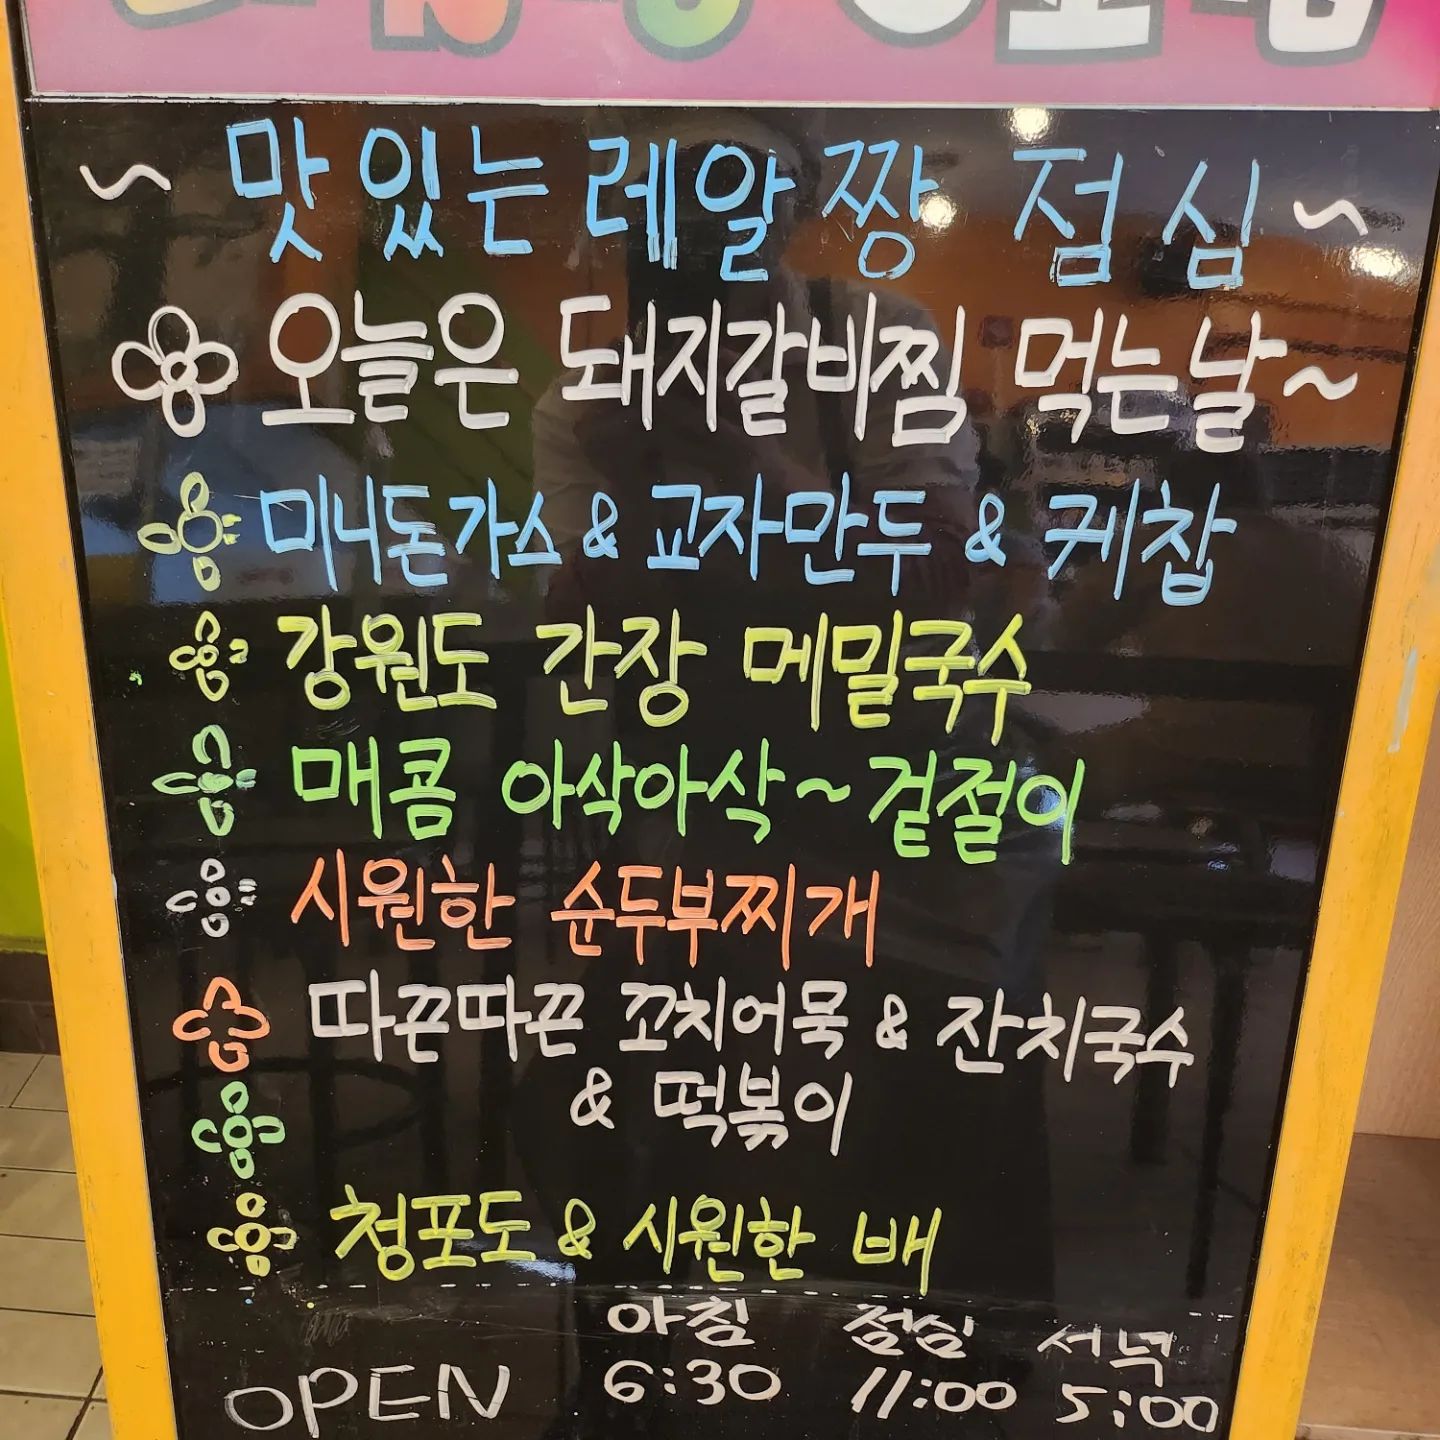 ~ 맛있는 레알짱 점심 ~
오늘은 돼지갈비찜 먹는날~
미니돈가스 & 교자만두 & 케찹
강원도 간장 메밀국수
매콤 아삭아삭~ 겉절이
시원한 순두부찌개
따끈따끈 꼬치어묵 & 잔치국수
& 떡볶이
청포도 & 시원한 배
아침 점심 저녁
OPEN 6:30 11:00 5:00